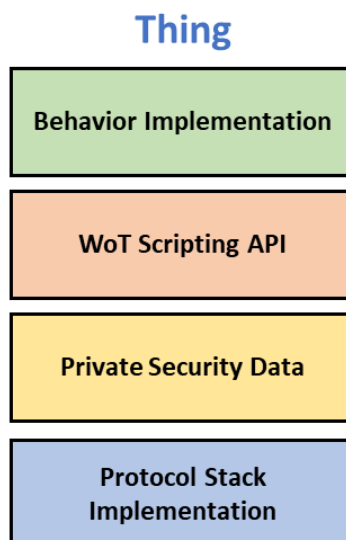 Thing
Behavior Implementation
WoT Scripting API
Private Security Data
Protocol Stack
Implementation